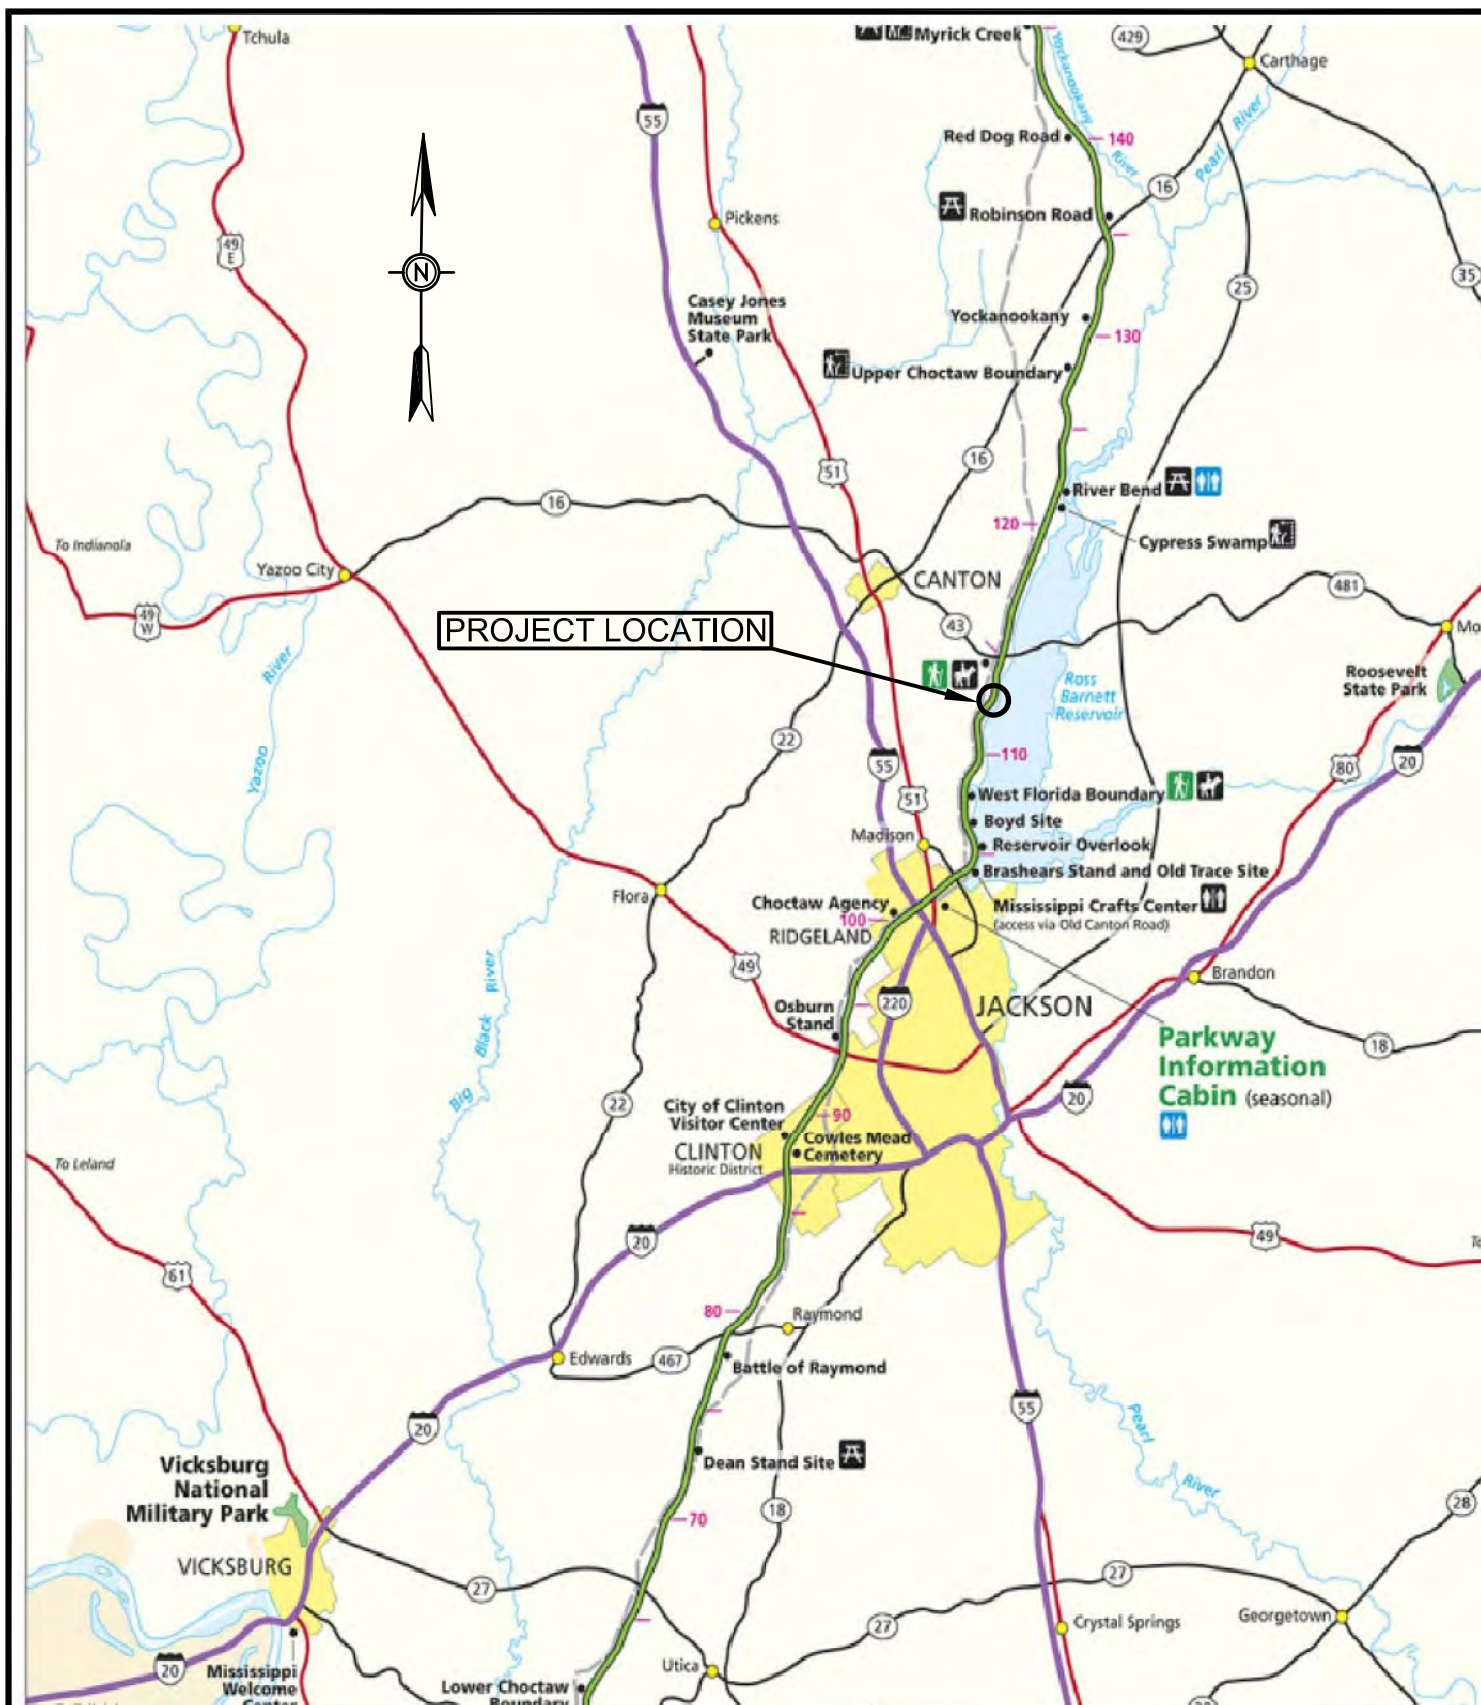 Tchula
Myrick Creek
429
Carthage
55
Yockanookany
River
Red Dog Road
140
Pearl
River
16
Robinson Road
Pickens
49
E
35
25
Casey Jones
Museum
State Park
Yockanookany
130
Upper Choctaw Boundary
51
16
16
River Bend
120
Cypress Swamp
To Indianola
Yazoo City
CANTON
481
49
W
43
Mo
PROJECT LOCATION
River
Roosevelt
State Park
Ross
Barnett
Reservoir
N
22
55
110
80
20
Yazoo
51
West Florida Boundary
Boyd Site
Madison
Reservoir Overlook
Brashears Stand and Old Trace Site
Flora
Choctaw Agency
100
Mississippi Crafts Center
(access via Old Canton Road)
RIDGELAND
49
Brandon
River
Black
Big
220
Osburn
Stand
JACKSON
Parkway
Information
Cabin (seasonal)
18
20
22
City of Clinton
Visitor Center
90
CLINTON
Historic District
Cowles Mead
Cemetery
To Leland
20
49
To
61
80
Raymond
Edwards
467
Battle of Raymond
20
55
Pearl
River
Vicksburg
National
Military Park
Dean Stand Site
70
18
28
VICKSBURG
27
27
27
Crystal Springs
Georgetown
20
Mississippi
Welcome
Center
Utica
Lower Choctaw
Boundary